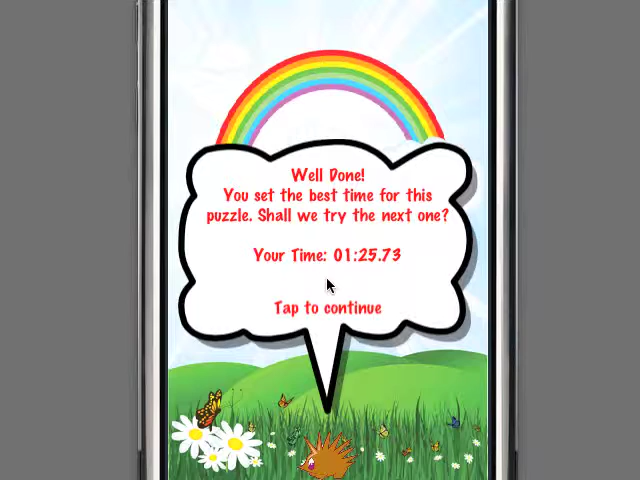 Well Done!
You set the best time for this
puzzle. Shall we try the next one?
Your Time: 01:25.73
Tap to continue